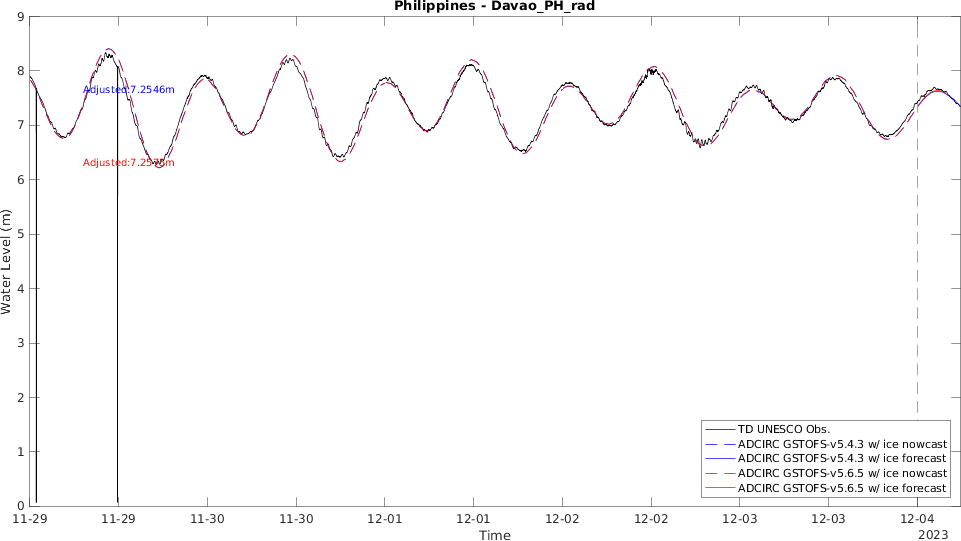 Philippines - Davao_PH_rad
9
8
7
6
5
4
3
2
1
0
Water Level (m)
Adjusted:7.2546m
TD UNESCO Obs.
ADCIRC GSTOFS-v5.4.3 w/ ice nowcast
ADCIRC GSTOFS-v5.4.3 w/ ice forecast
ADCIRC GSTOFS-v5.6.5 w/ ice nowcast
ADCIRC GSTOFS-v5.6.5 w/ ice forecast
11-29 11-29 11-30 11-30 12-01 12-01 12-02 12-02 12-03 12-03 12-04
Time
2023